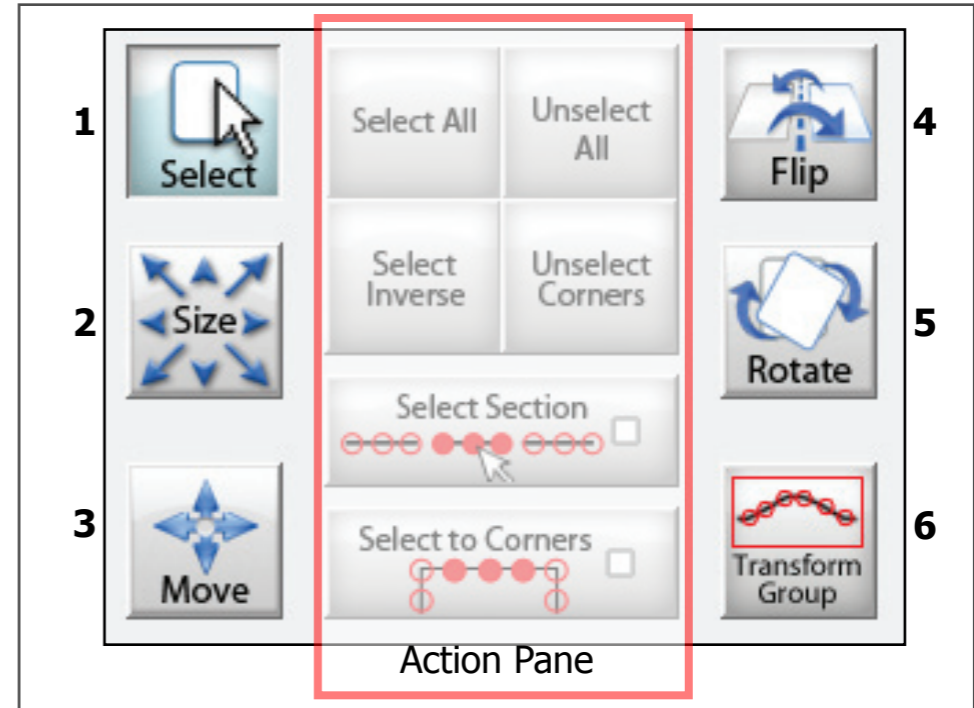 1
Select
2
Size
3
Move
Select All
Unselect
All
Select
Inverse
Unselect
Corners
Select Section
Select to Corners
Action Pane
4
Flip
5
Rotate
6
Transform
Group